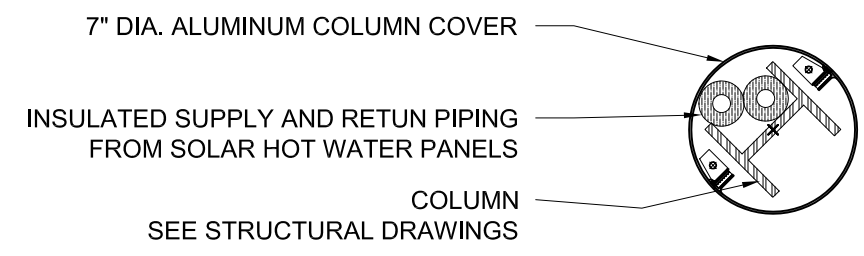 7" DIA. ALUMINUM COLUMN COVER
INSULATED SUPPLY AND RETUN PIPING
FROM SOLAR HOT WATER PANELS
COLUMN
SEE STRUCTURAL DRAWINGS